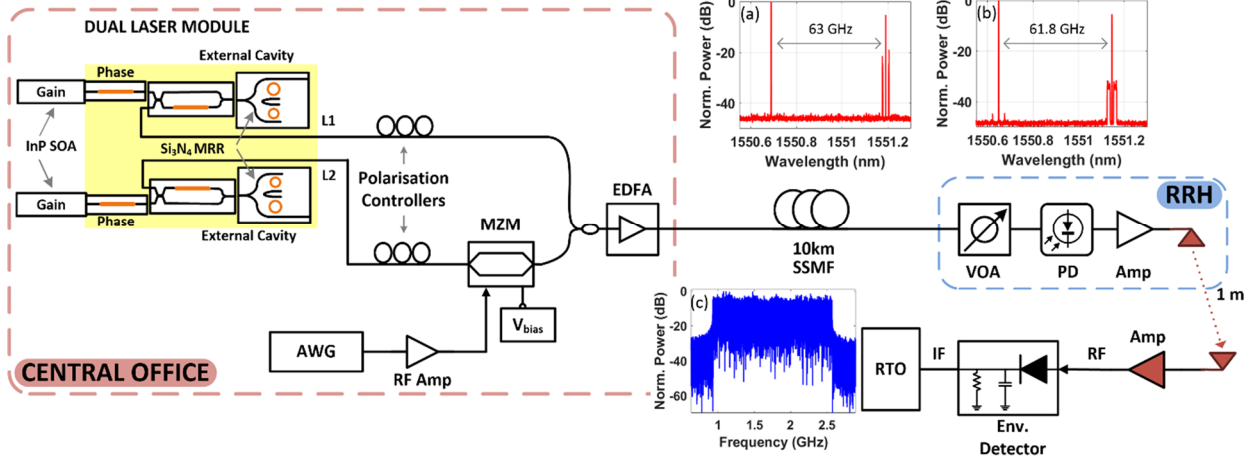 DUAL LASER MODULE
External Cavity
Phase
Gain
L1
InP SOA
Si₃N₄ MRR
L2
Gain
Phase
External Cavity
Polarisation
Controllers
MZM
Vbias
AWG
RF Amp
CENTRAL OFFICE
EDFA
10km
SSMF
(a)
63 GHz
Norm. Power (dB)
0
-20
-40
1550.6 1550.8 1551 1551.2
Wavelength (nm)
(b)
61.8 GHz
Norm. Power (dB)
0
-20
-40
1550.6 1550.8 1551 1551.2
Wavelength (nm)
RRH
VOA
PD
Amp
1 m
Amp
RF
Env.
Detector
IF
RTO
(c)
Norm. Power (dB)
0
-20
-40
-60
1 1.5 2 2.5
Frequency (GHz)